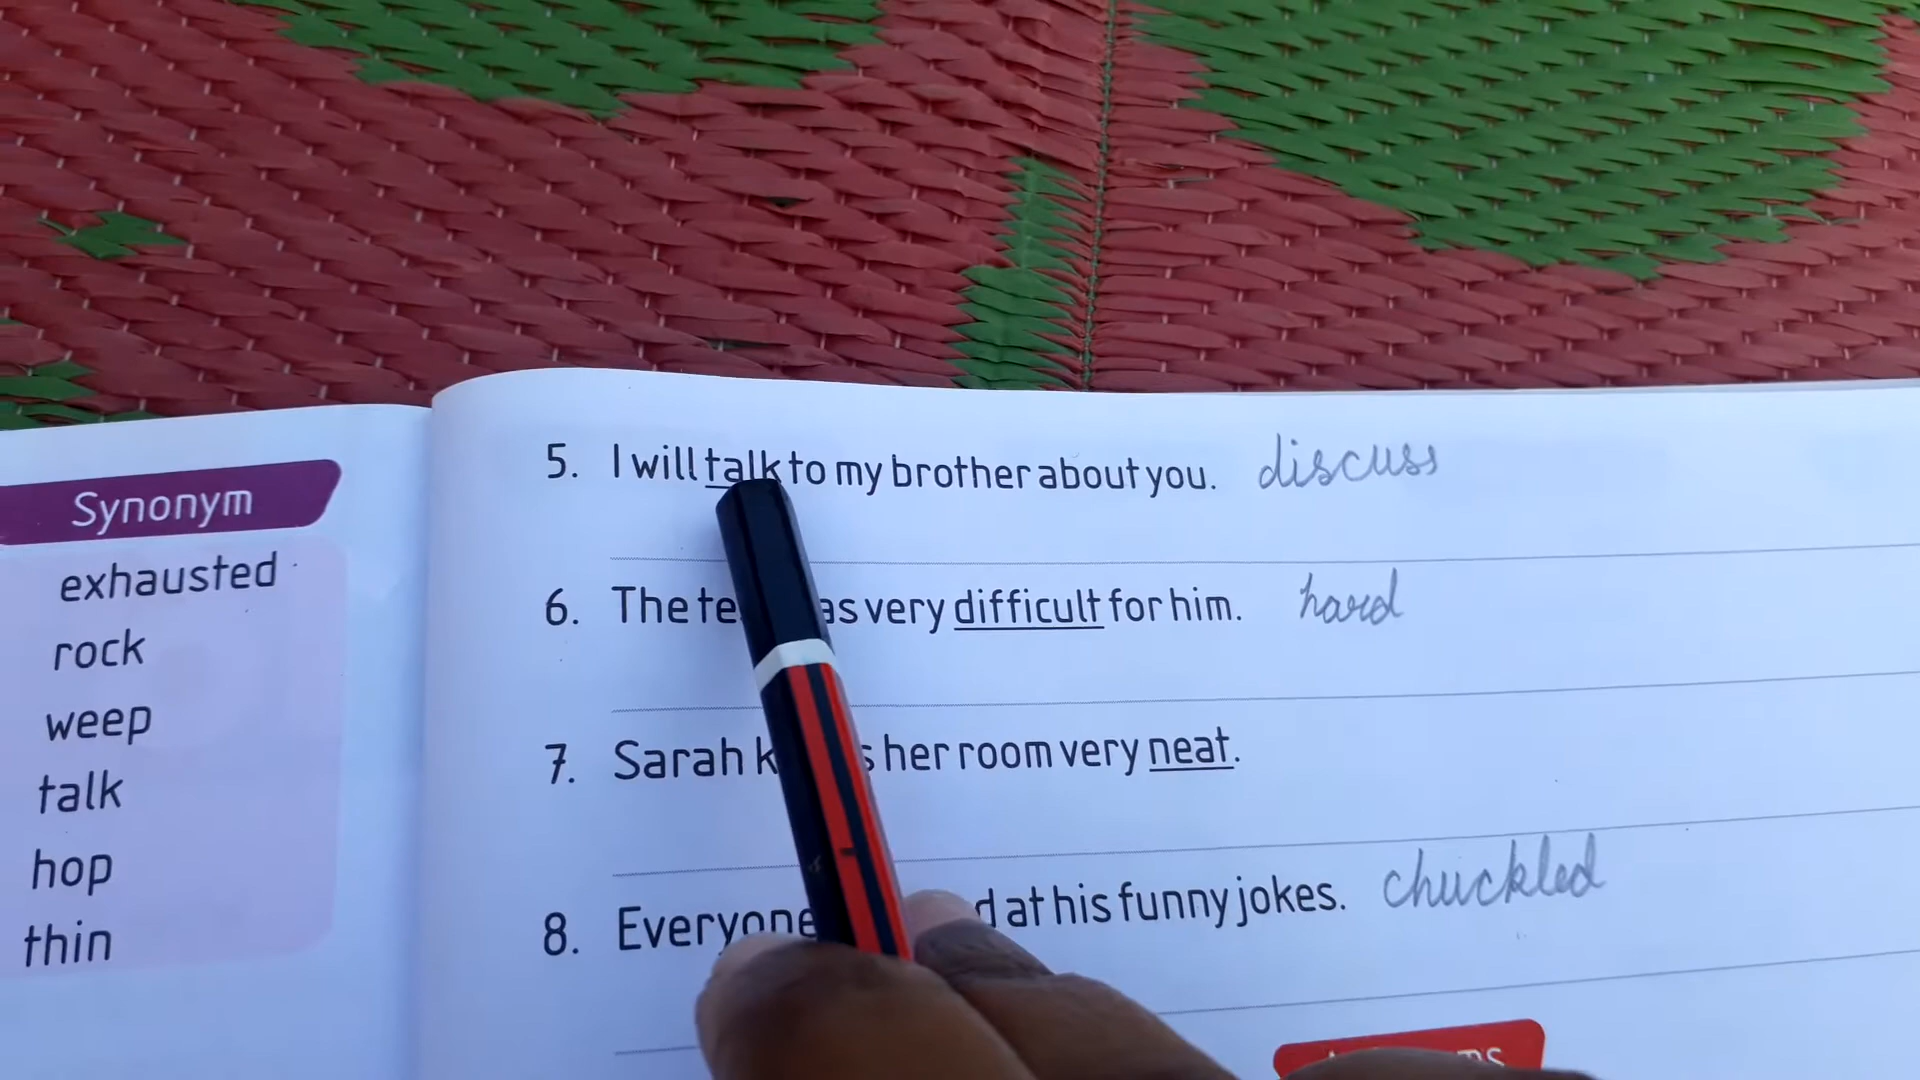 Synonym
exhausted
rock
weep
talk
hop
thin
5. I will talk to my brother about you. discuss
6. The as very difficult for him. hard
7. Sarah her room very neat.
8. Everyone at his funny jokes. chuckled